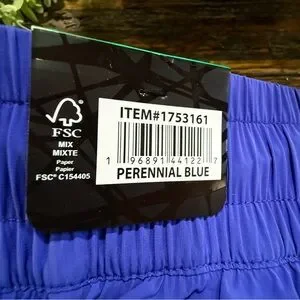 ITEM#1753161
FSC
MIX
MIXTE
Paper
Papier
FSC® C154405
1 96891 44122 7
PERENNIAL BLUE